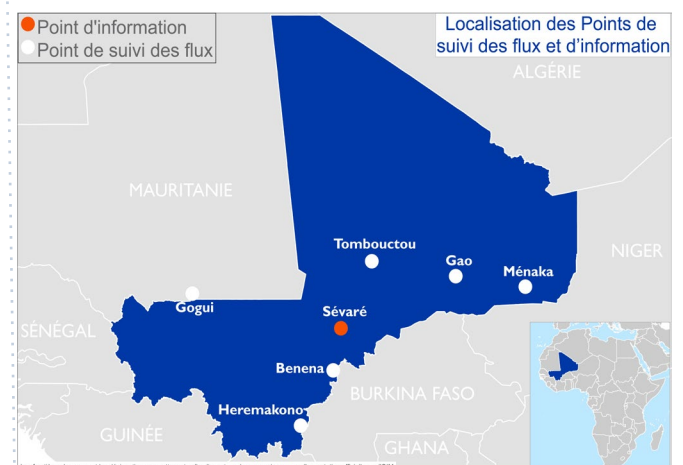 Point d'information
Point de suivi des flux
Localisation des Points de
suivi des flux et d'information
ALGÉRIE
MAURITANIE
NIGER
Tombouctou
Gao
Ménaka
Gogui
Sévaré
SÉNÉGAL
Benena
BURKINA FASO
Heremakono
GUINÉE
GHANA